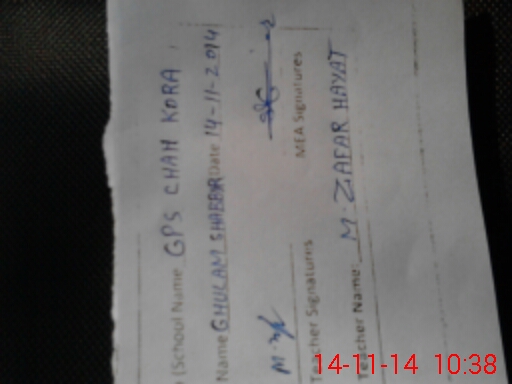 (School Name GPS CHAH KORA
Name GHULAM SHABBIR Date 14-11-2014
Teacher Signatures MEA Signatures
Teacher Name: M. ZAFAR HAYAT
14-11-14 10:38